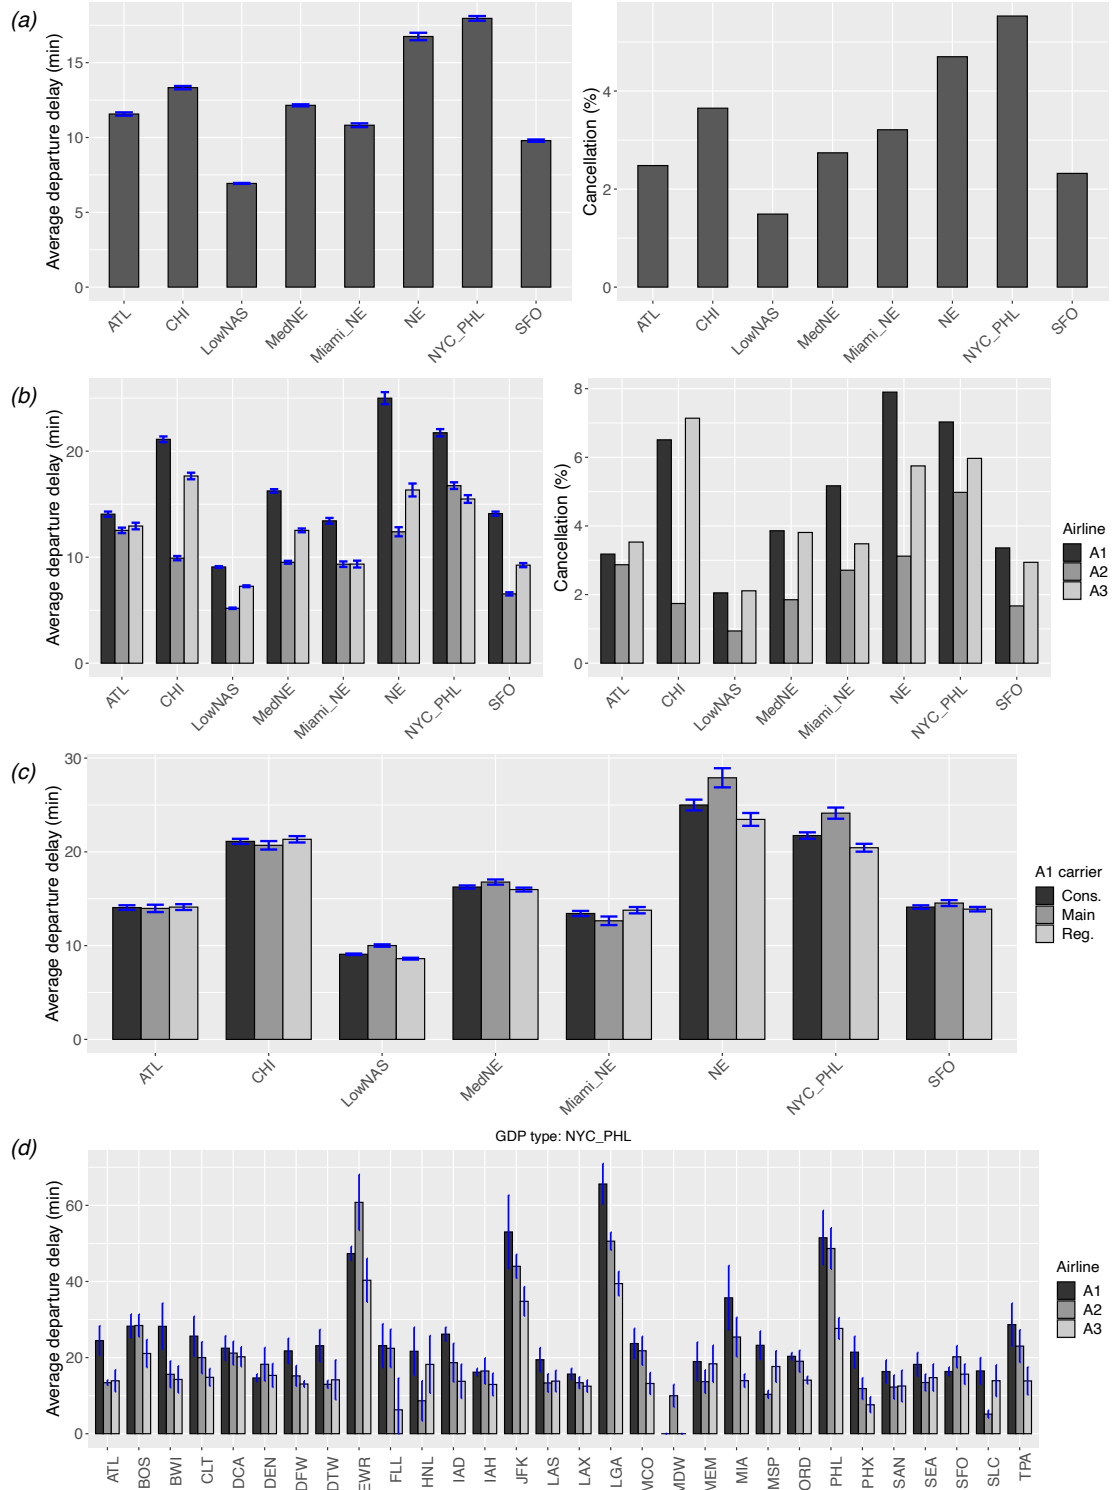 (a)
Average departure delay (min)
15
10
5
0
ATL
CHI
LowNAS
MedNE
Miami_NE
NE
NYC_PHL
SFO
Cancellation (%)
4
2
0
ATL
CHI
LowNAS
MedNE
Miami_NE
NE
NYC_PHL
SFO
(b)
Average departure delay (min)
20
10
0
ATL
CHI
LowNAS
MedNE
Miami_NE
NE
NYC_PHL
SFO
Cancellation (%)
8
6
4
2
0
ATL
CHI
LowNAS
MedNE
Miami_NE
NE
NYC_PHL
SFO
Airline
A1
A2
A3
(c)
Average departure delay (min)
30
20
10
0
ATL
CHI
LowNAS
MedNE
Miami_NE
NE
NYC_PHL
SFO
A1 carrier
Cons.
Main
Reg.
(d)
GDP type: NYC_PHL
Average departure delay (min)
60
40
20
0
ATL
BOS
BWI
CLT
DCA
DEN
DFW
DTW
EWR
FLL
HNL
IAD
IAH
JFK
LAS
LAX
LGA
MCO
MDW
MEM
MIA
MSP
ORD
PHL
PHX
SAN
SEA
SFO
SLC
TPA
Airline
A1
A2
A3